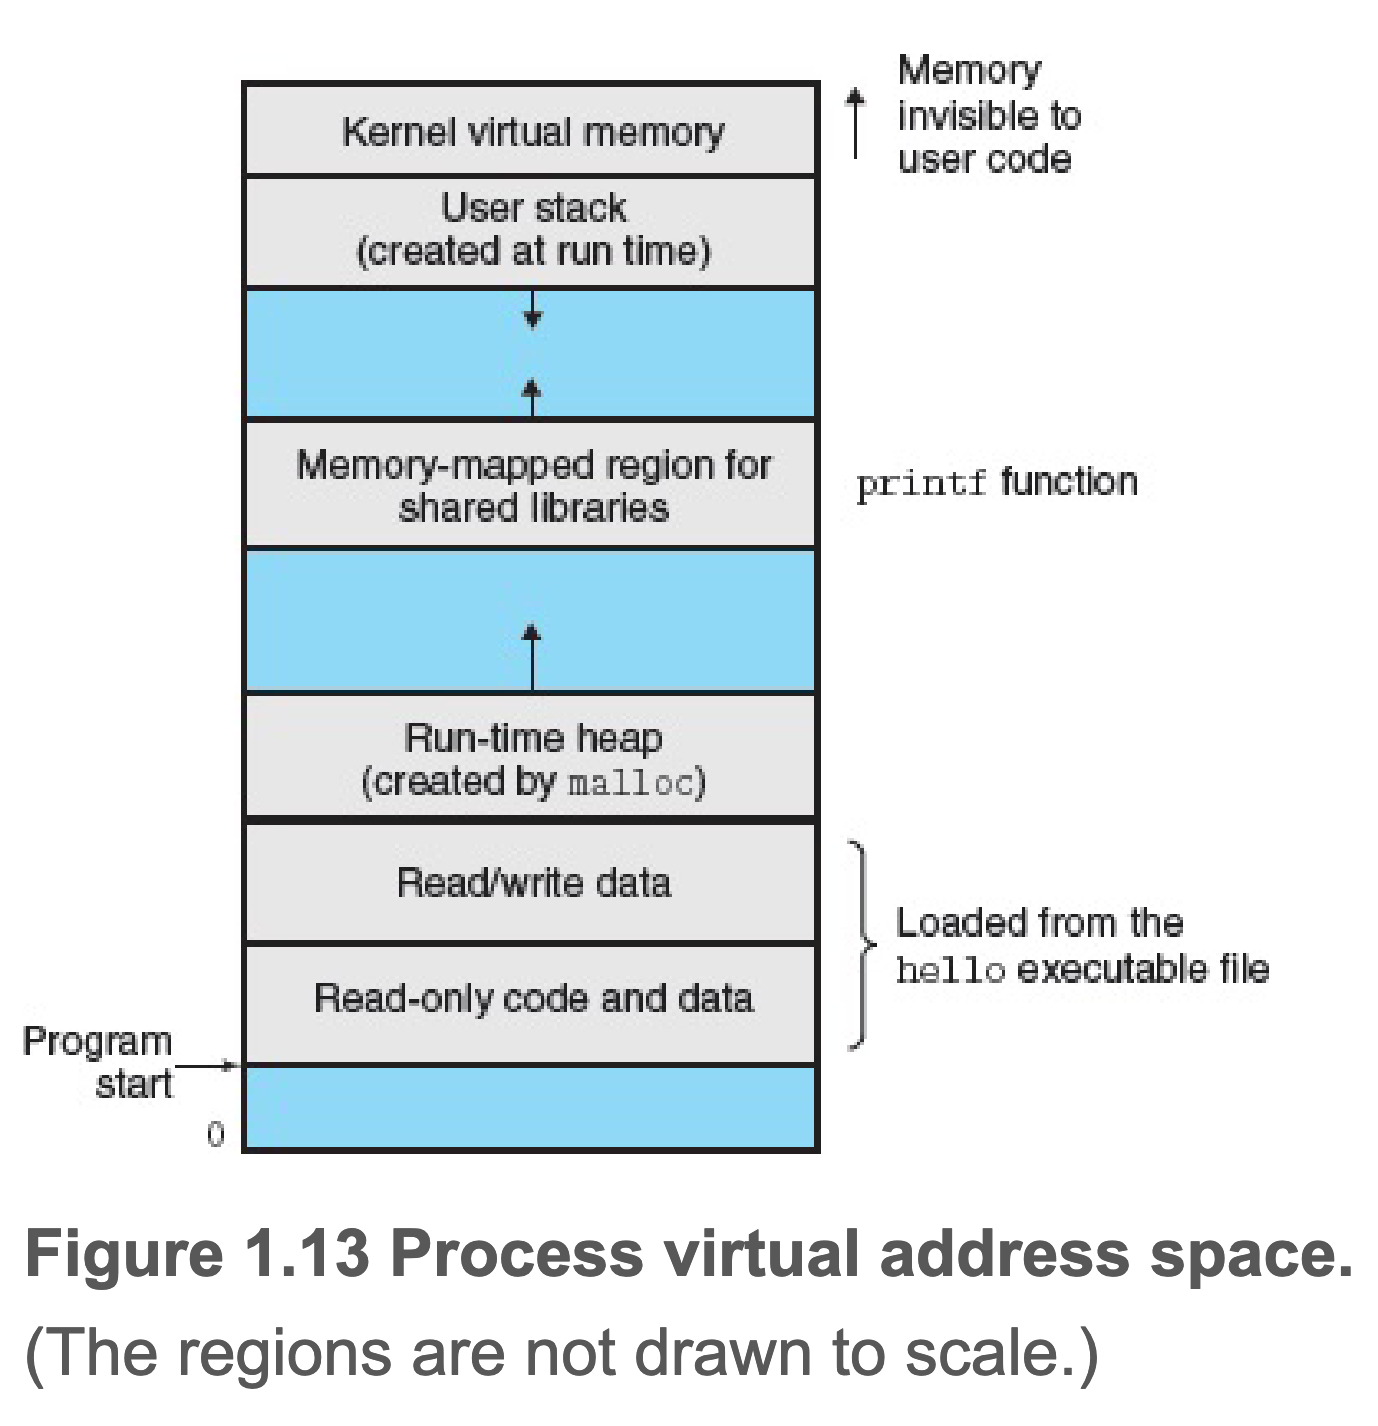 Memory
invisible to
user code
Kernel virtual memory
User stack
(created at run time)
Memory-mapped region for
shared libraries
printf function
Run-time heap
(created by malloc)
Read/write data
Loaded from the
hello executable file
Read-only code and data
Program
start
0
Figure 1.13 Process virtual address space.
(The regions are not drawn to scale.)